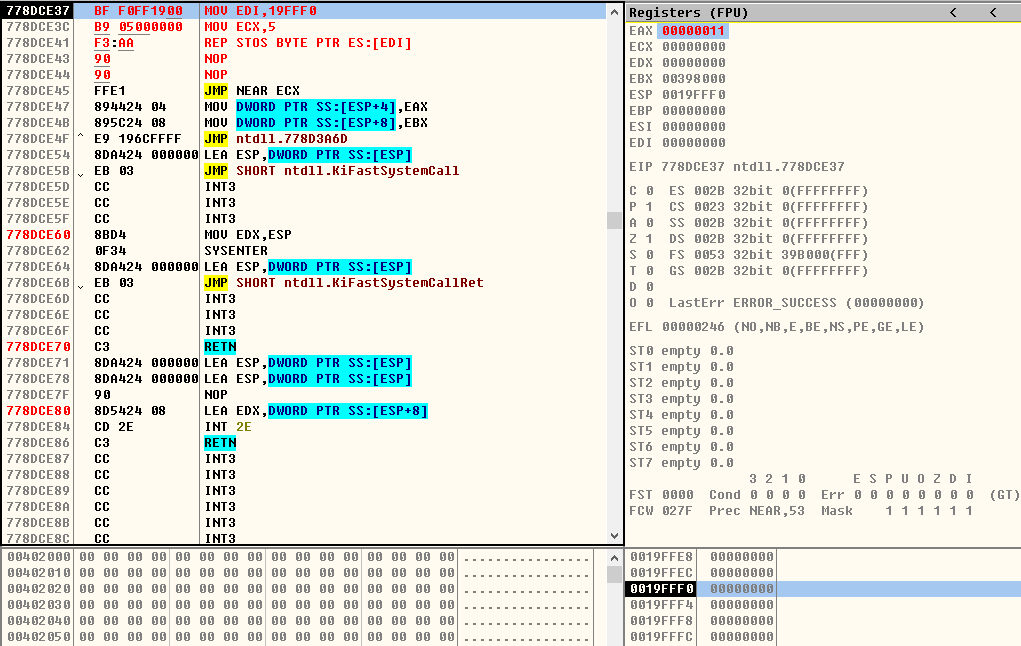 778DCE37 BF F0FF1900 MOV EDI,19FFF0
778DCE3C B9 05000000 MOV ECX,5
778DCE41 F3:AA REP STOS BYTE PTR ES:[EDI]
778DCE43 90 NOP
778DCE44 90 NOP
778DCE45 FFE1 JMP NEAR ECX
778DCE47 894424 04 MOV DWORD PTR SS:[ESP+4],EAX
778DCE4B 895C24 08 MOV DWORD PTR SS:[ESP+8],EBX
778DCE4F ^ E9 196CFFFF JMP ntdll.778D3A6D
778DCE54 8DA424 000000 LEA ESP,DWORD PTR SS:[ESP]
778DCE5B EB 03 JMP SHORT ntdll.KiFastSystemCall
778DCE5D CC INT3
778DCE5E CC INT3
778DCE5F CC INT3
778DCE60 8BD4 MOV EDX,ESP
778DCE62 0F34 SYSENTER
778DCE64 8DA424 000000 LEA ESP,DWORD PTR SS:[ESP]
778DCE6B EB 03 JMP SHORT ntdll.KiFastSystemCallRet
778DCE6D CC INT3
778DCE6E CC INT3
778DCE6F CC INT3
778DCE70 C3 RETN
778DCE71 8DA424 000000 LEA ESP,DWORD PTR SS:[ESP]
778DCE78 8DA424 000000 LEA ESP,DWORD PTR SS:[ESP]
778DCE7F 90 NOP
778DCE80 8D5424 08 LEA EDX,DWORD PTR SS:[ESP+8]
778DCE84 CD 2E INT 2E
778DCE86 C3 RETN
778DCE87 CC INT3
778DCE88 CC INT3
778DCE89 CC INT3
778DCE8A CC INT3
778DCE8B CC INT3
778DCE8C CC INT3
Registers (FPU) < <
EAX 00000011
ECX 00000000
EDX 00000000
EBX 00398000
ESP 0019FFF0
EBP 00000000
ESI 00000000
EDI 00000000
EIP 778DCE37 ntdll.778DCE37
C 0 ES 002B 32bit 0(FFFFFFFF)
P 1 CS 0023 32bit 0(FFFFFFFF)
A 0 SS 002B 32bit 0(FFFFFFFF)
Z 1 DS 002B 32bit 0(FFFFFFFF)
S 0 FS 0053 32bit 39B000(FFF)
T 0 GS 002B 32bit 0(FFFFFFFF)
D 0
O 0 LastErr ERROR_SUCCESS (00000000)
EFL 00000246 (NO,NB,E,BE,NS,PE,GE,LE)
ST0 empty 0.0
ST1 empty 0.0
ST2 empty 0.0
ST3 empty 0.0
ST4 empty 0.0
ST5 empty 0.0
ST6 empty 0.0
ST7 empty 0.0
3 2 1 0 E S P U O Z D I
FST 0000 Cond 0 0 0 0 Err 0 0 0 0 0 0 0 0 (GT)
FCW 027F Prec NEAR,53 Mask 1 1 1 1 1 1
00402000 00 00 00 00 00 00 00 00 00 00 00 00 00 00 00 00 ................
00402010 00 00 00 00 00 00 00 00 00 00 00 00 00 00 00 00 ................
00402020 00 00 00 00 00 00 00 00 00 00 00 00 00 00 00 00 ................
00402030 00 00 00 00 00 00 00 00 00 00 00 00 00 00 00 00 ................
00402040 00 00 00 00 00 00 00 00 00 00 00 00 00 00 00 00 ................
00402050 00 00 00 00 00 00 00 00 00 00 00 00 00 00 00 00 ................
0019FFE8 00000000
0019FFEC 00000000
0019FFF0 00000000
0019FFF4 00000000
0019FFF8 00000000
0019FFFC 00000000